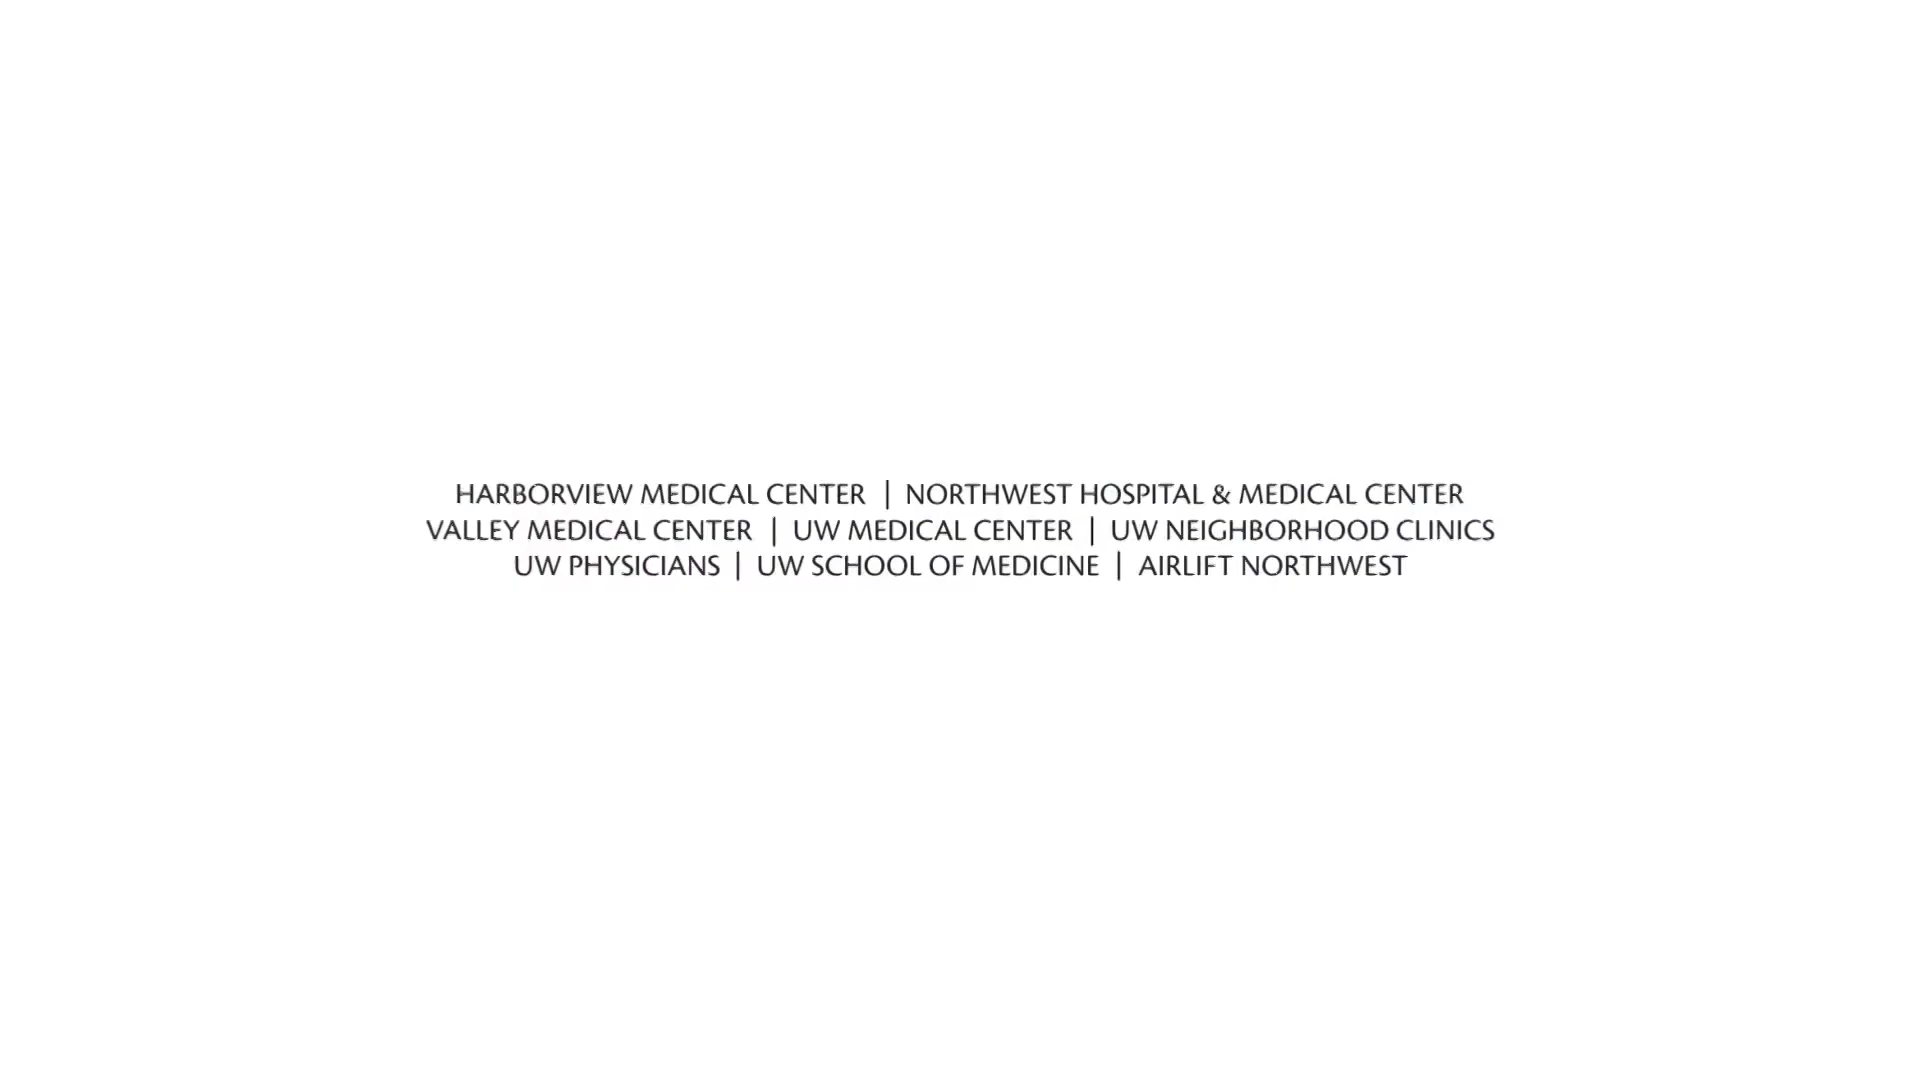 HARBORVIEW MEDICAL CENTER | NORTHWEST HOSPITAL & MEDICAL CENTER
VALLEY MEDICAL CENTER | UW MEDICAL CENTER | UW NEIGHBORHOOD CLINICS
UW PHYSICIANS | UW SCHOOL OF MEDICINE | AIRLIFT NORTHWEST